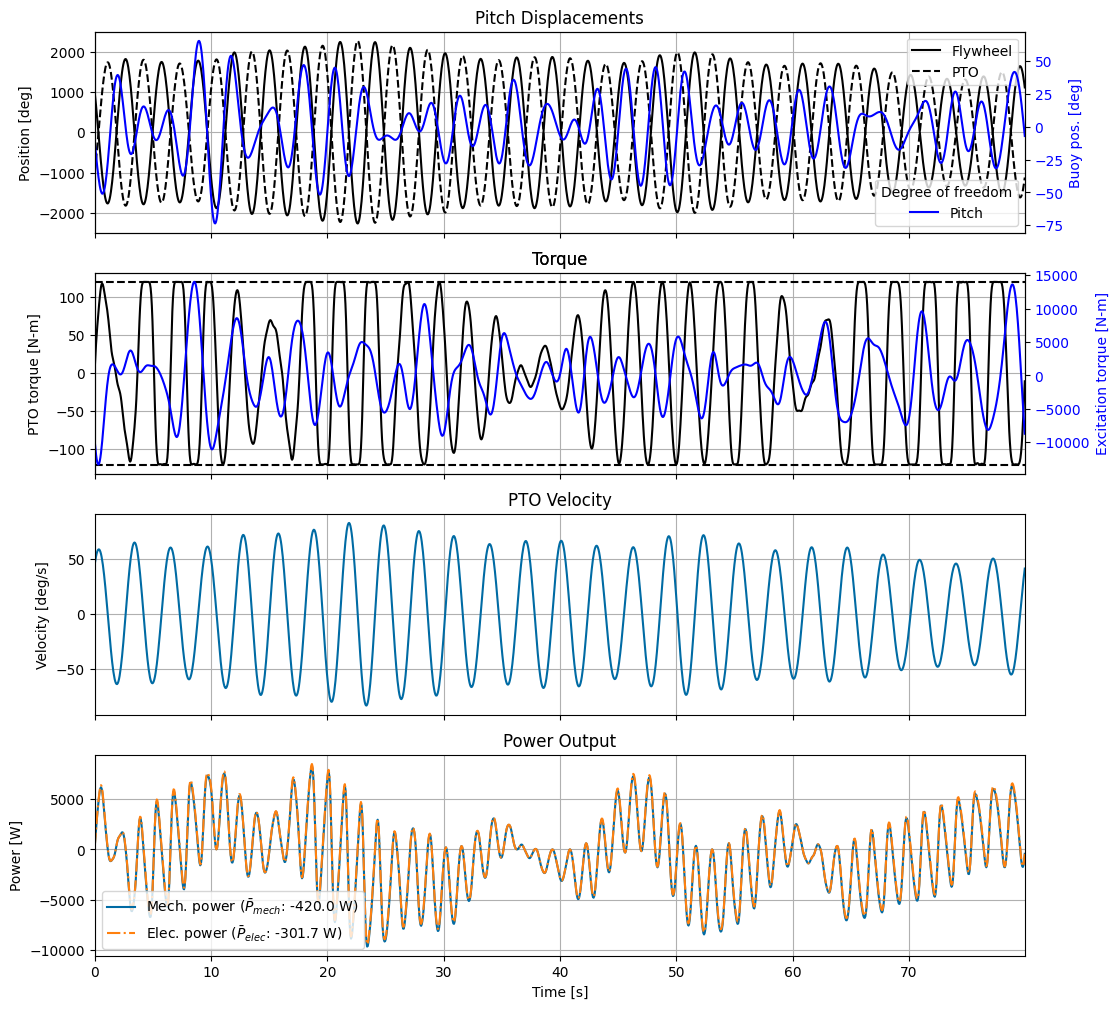 Pitch Displacements
Position [deg]
2000
1000
0
−1000
−2000
Flywheel
PTO
Degree of freedom
Pitch
50
25
0
−25
−50
−75
Buoy pos. [deg]
Torque
PTO torque [N-m]
100
50
0
−50
−100
15000
10000
5000
0
−5000
−10000
Excitation torque [N-m]
PTO Velocity
Velocity [deg/s]
50
0
−50
Power Output
Power [W]
5000
0
−5000
−10000
Mech. power (P̄mech: -420.0 W)
Elec. power (P̄elec: -301.7 W)
0 10 20 30 40 50 60 70
Time [s]